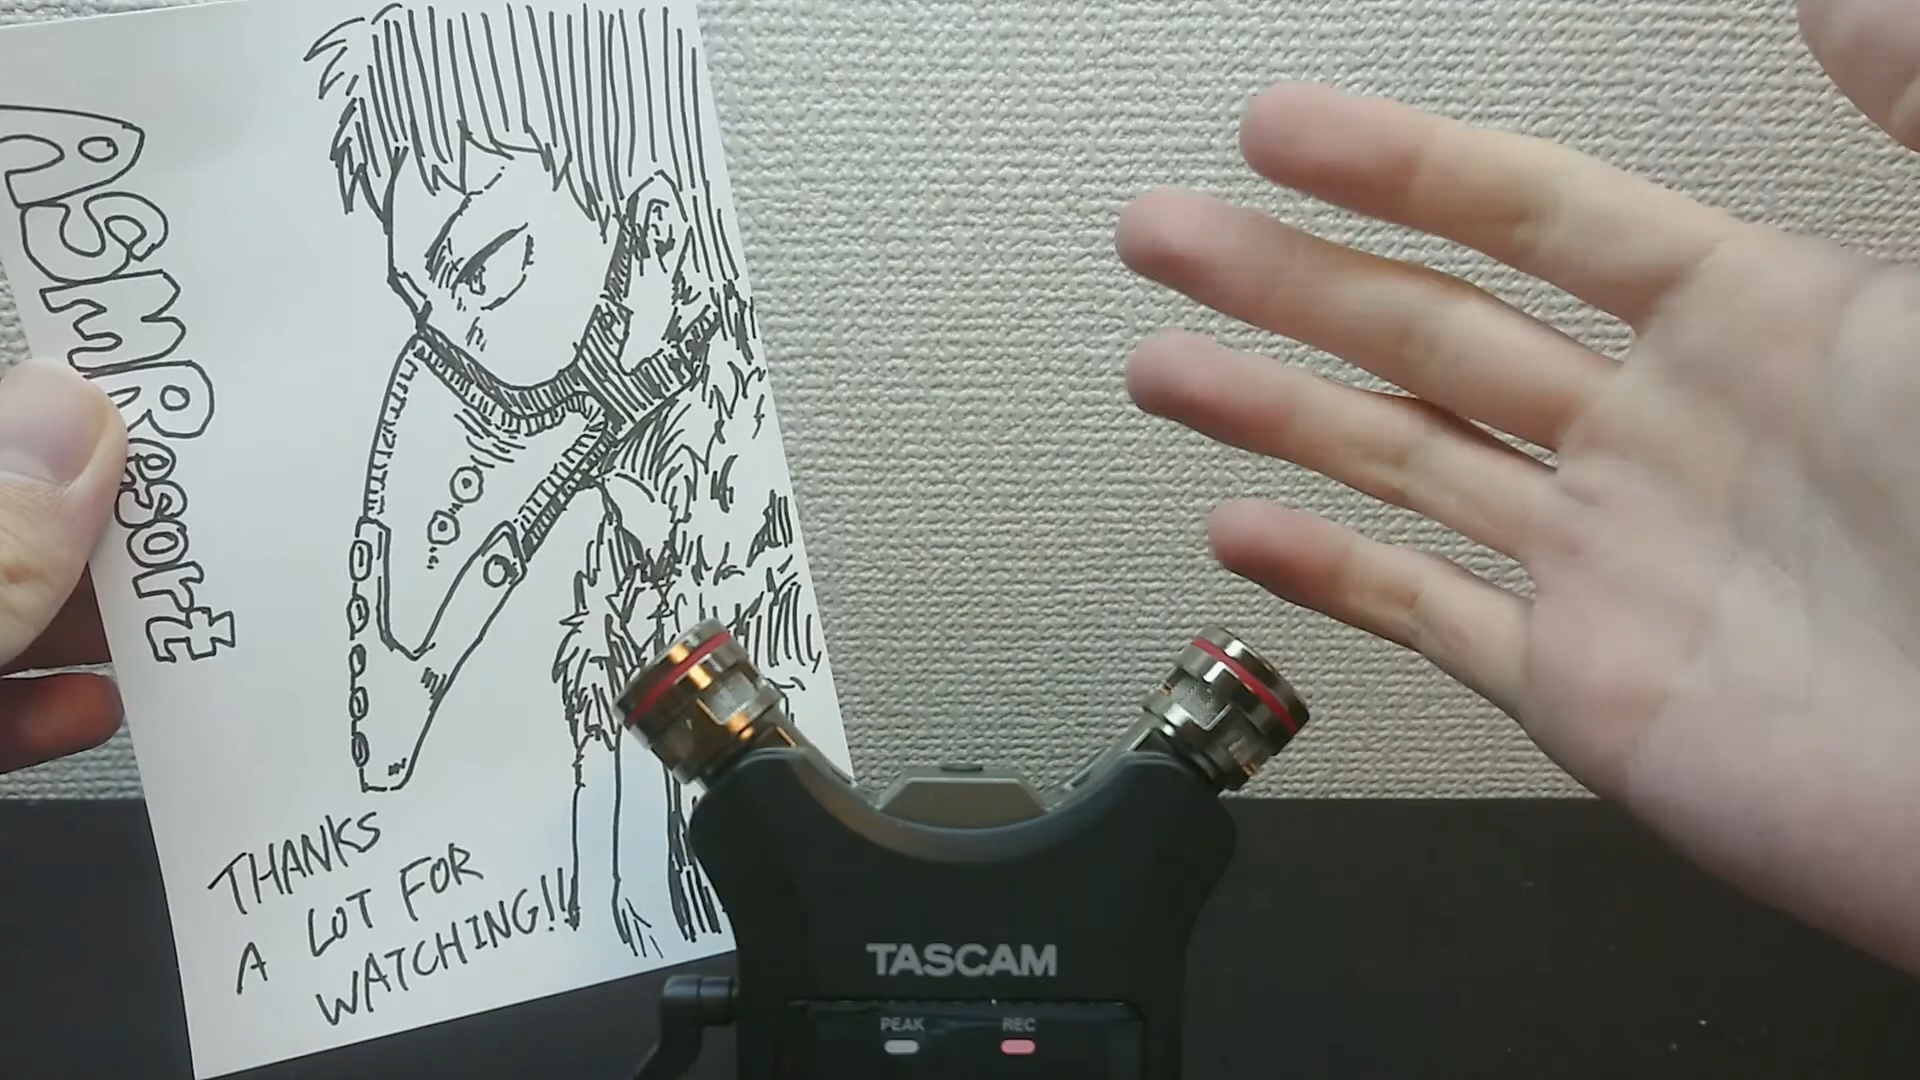 ASMResort
THANKS
A LOT FOR
WATCHING!!
TASCAM
PEAK REC